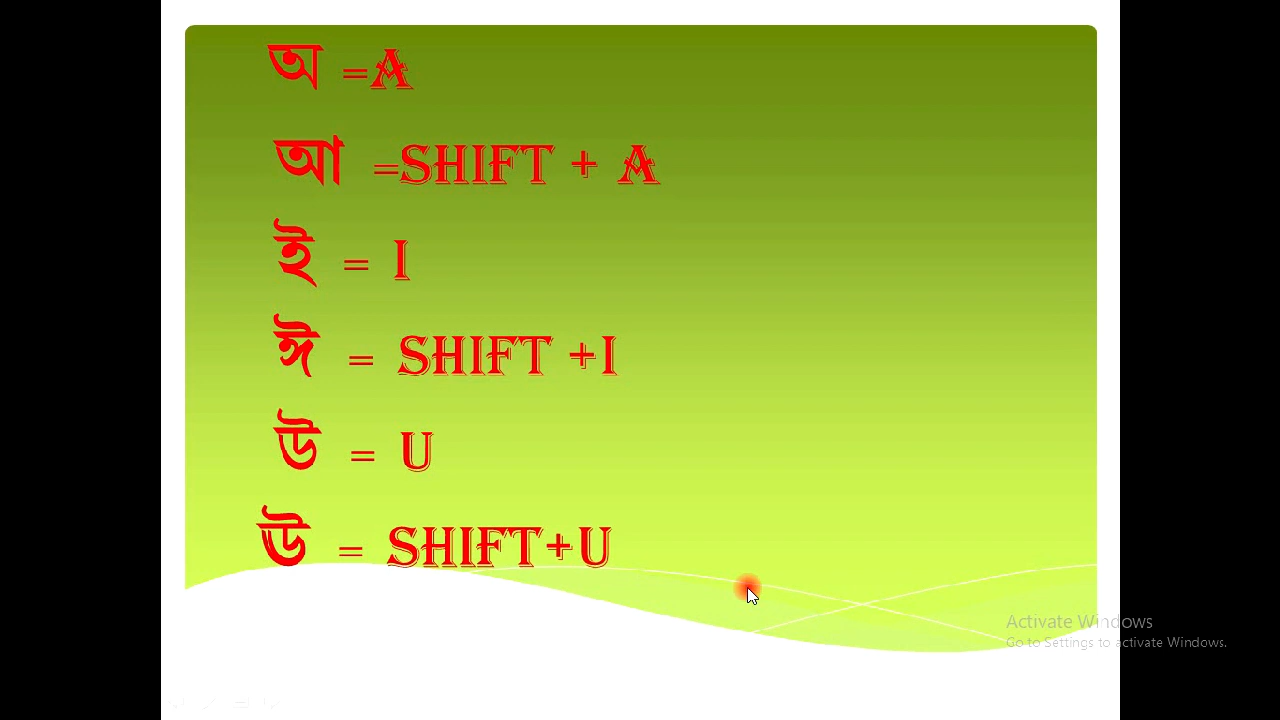 অ =A
আ =SHIFT + A
ই = I
ঈ = SHIFT +I
উ = U
ঊ = SHIFT+U
Activate Windows
Go to Settings to activate Windows.